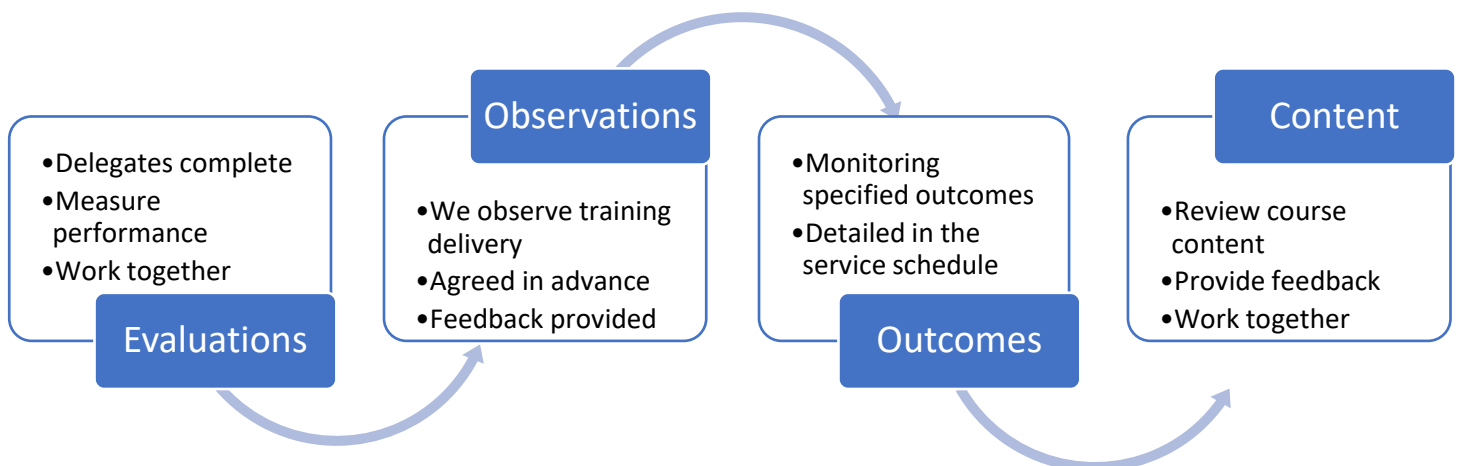 •Delegates complete
•Measure
performance
•Work together
Evaluations
Observations
•We observe training
delivery
•Agreed in advance
•Feedback provided
•Monitoring
specified outcomes
•Detailed in the
service schedule
Outcomes
Content
•Review course
content
•Provide feedback
•Work together